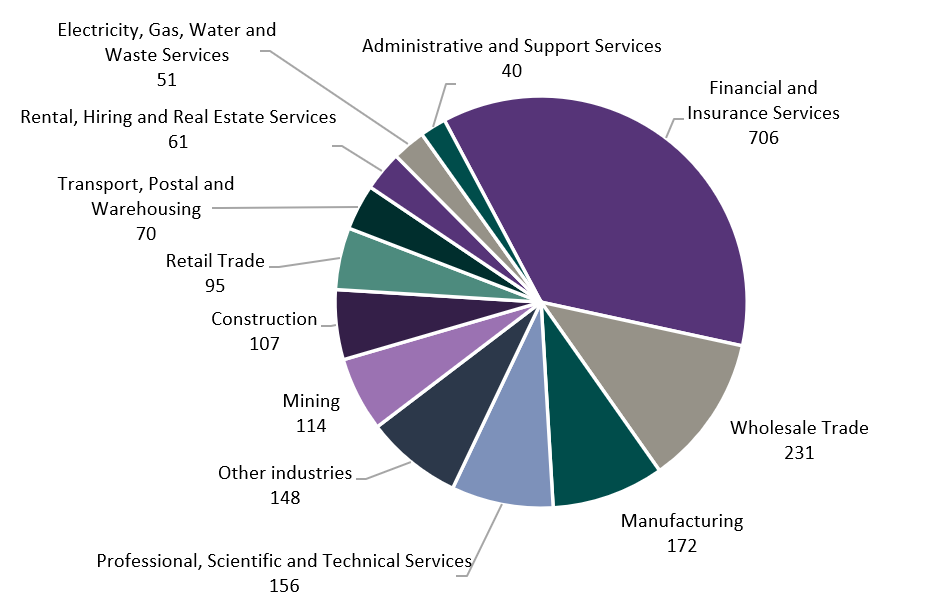 Electricity, Gas, Water and
Waste Services
51
Administrative and Support Services
40
Financial and
Insurance Services
706
Rental, Hiring and Real Estate Services
61
Transport, Postal and
Warehousing
70
Retail Trade
95
Construction
107
Mining
114
Wholesale Trade
231
Other industries
148
Manufacturing
172
Professional, Scientific and Technical Services
156